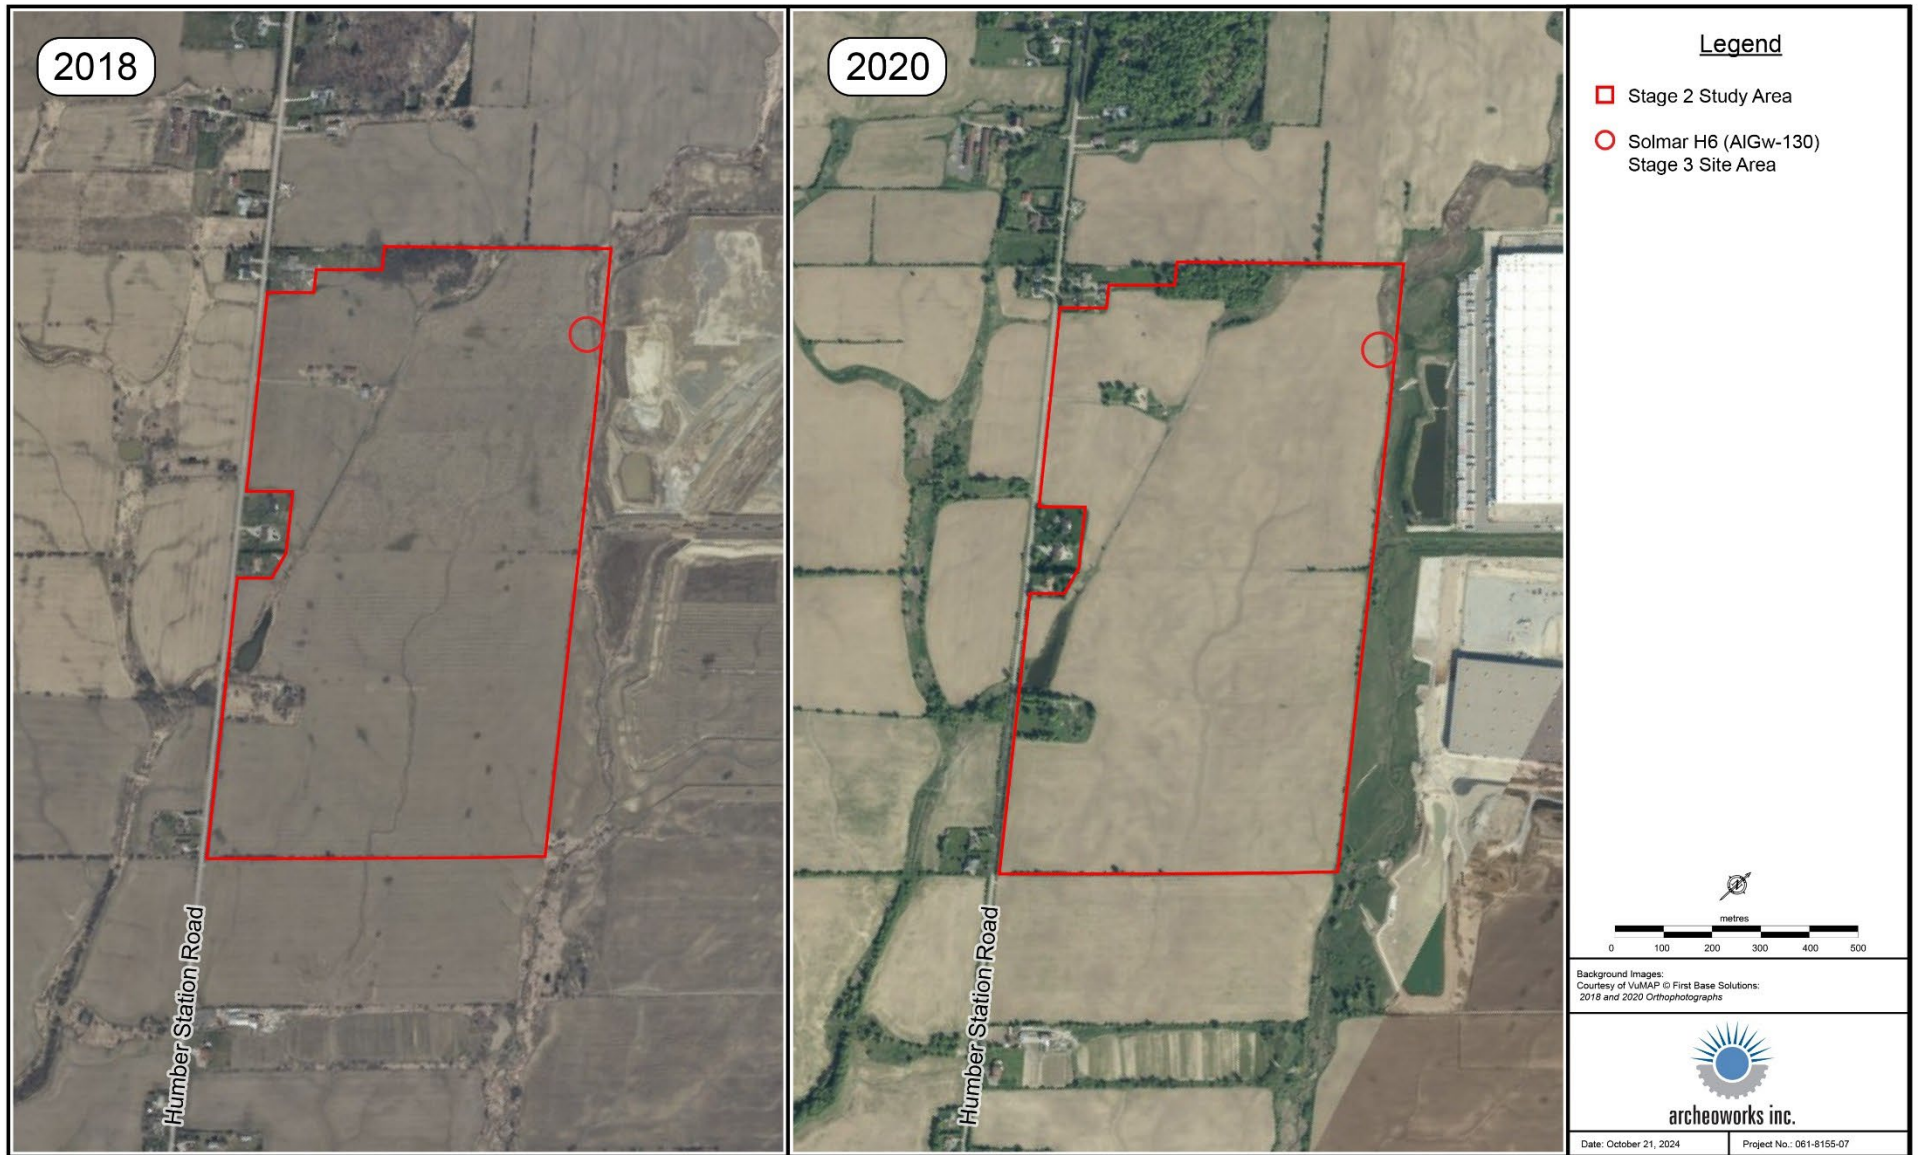 2018
2020
Humber Station Road
Humber Station Road
Legend
Stage 2 Study Area
Solmar H6 (AlGw-130)
Stage 3 Site Area
metres
0 100 200 300 400 500
Background Images:
Courtesy of VuMAP © First Base Solutions:
2018 and 2020 Orthophotographs
archeoworks inc.
Date: October 21, 2024
Project No.: 061-8155-07